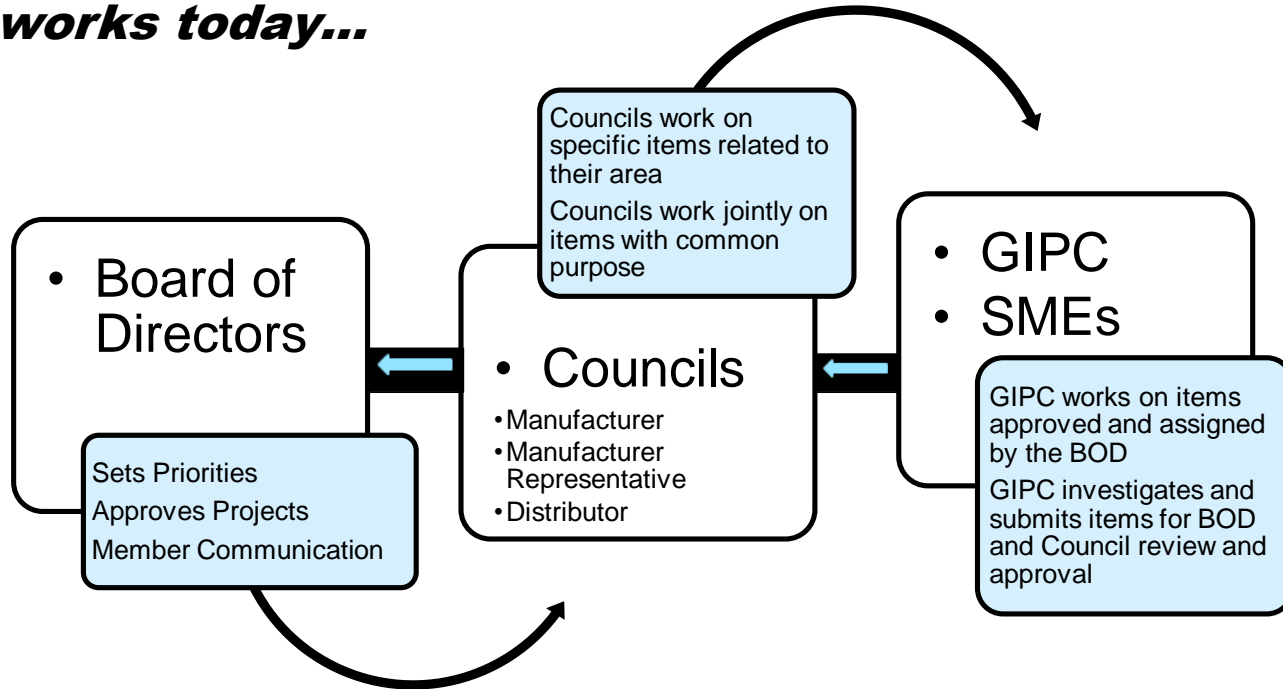 works today...
• Board of
Directors
Sets Priorities
Approves Projects
Member Communication
Councils work on
specific items related to
their area
Councils work jointly on
items with common
purpose
• Councils
•Manufacturer
•Manufacturer
Representative
•Distributor
• GIPC
• SMEs
GIPC works on items
approved and assigned
by the BOD
GIPC investigates and
submits items for BOD
and Council review and
approval